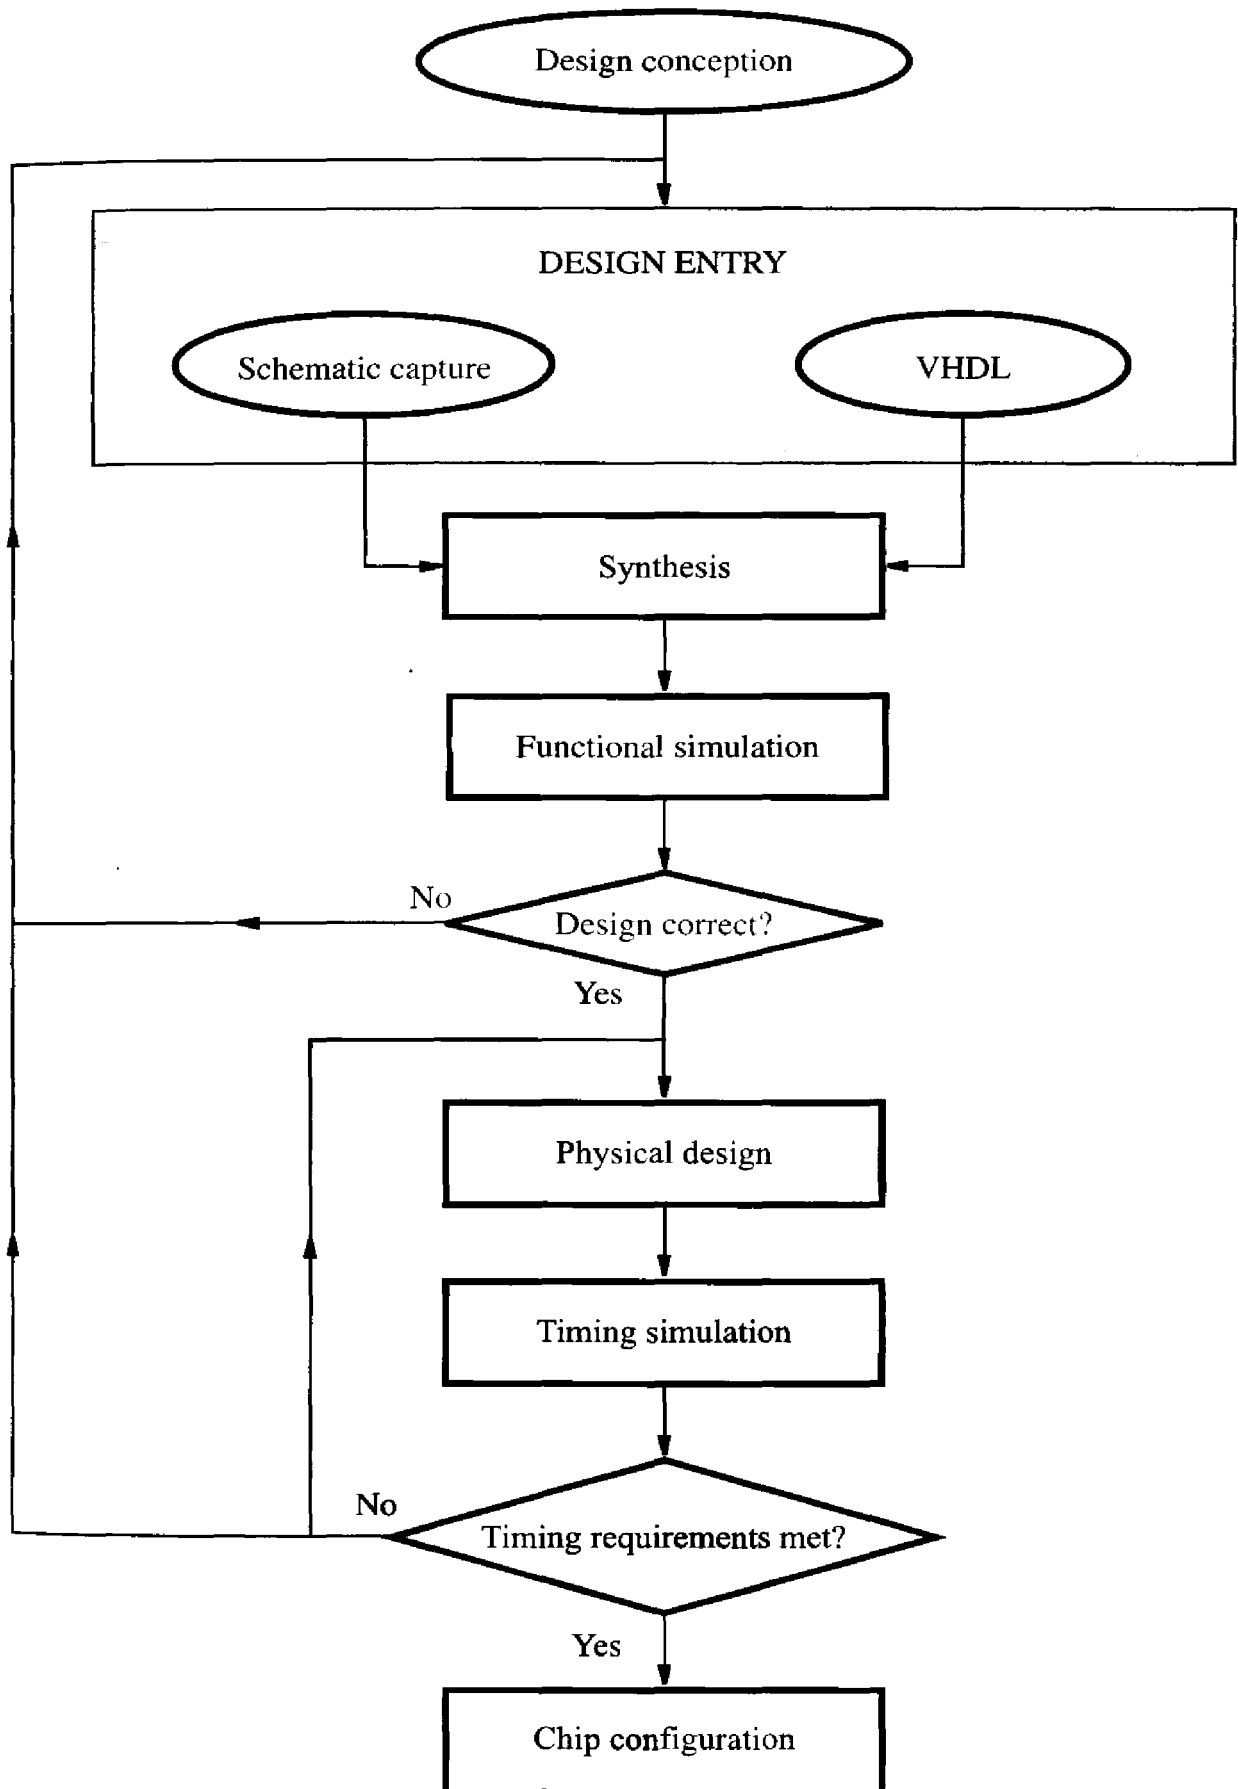 Design conception
DESIGN ENTRY
Schematic capture
VHDL
Synthesis
Functional simulation
No
Design correct?
Yes
Physical design
Timing simulation
No
Timing requirements met?
Yes
Chip configuration